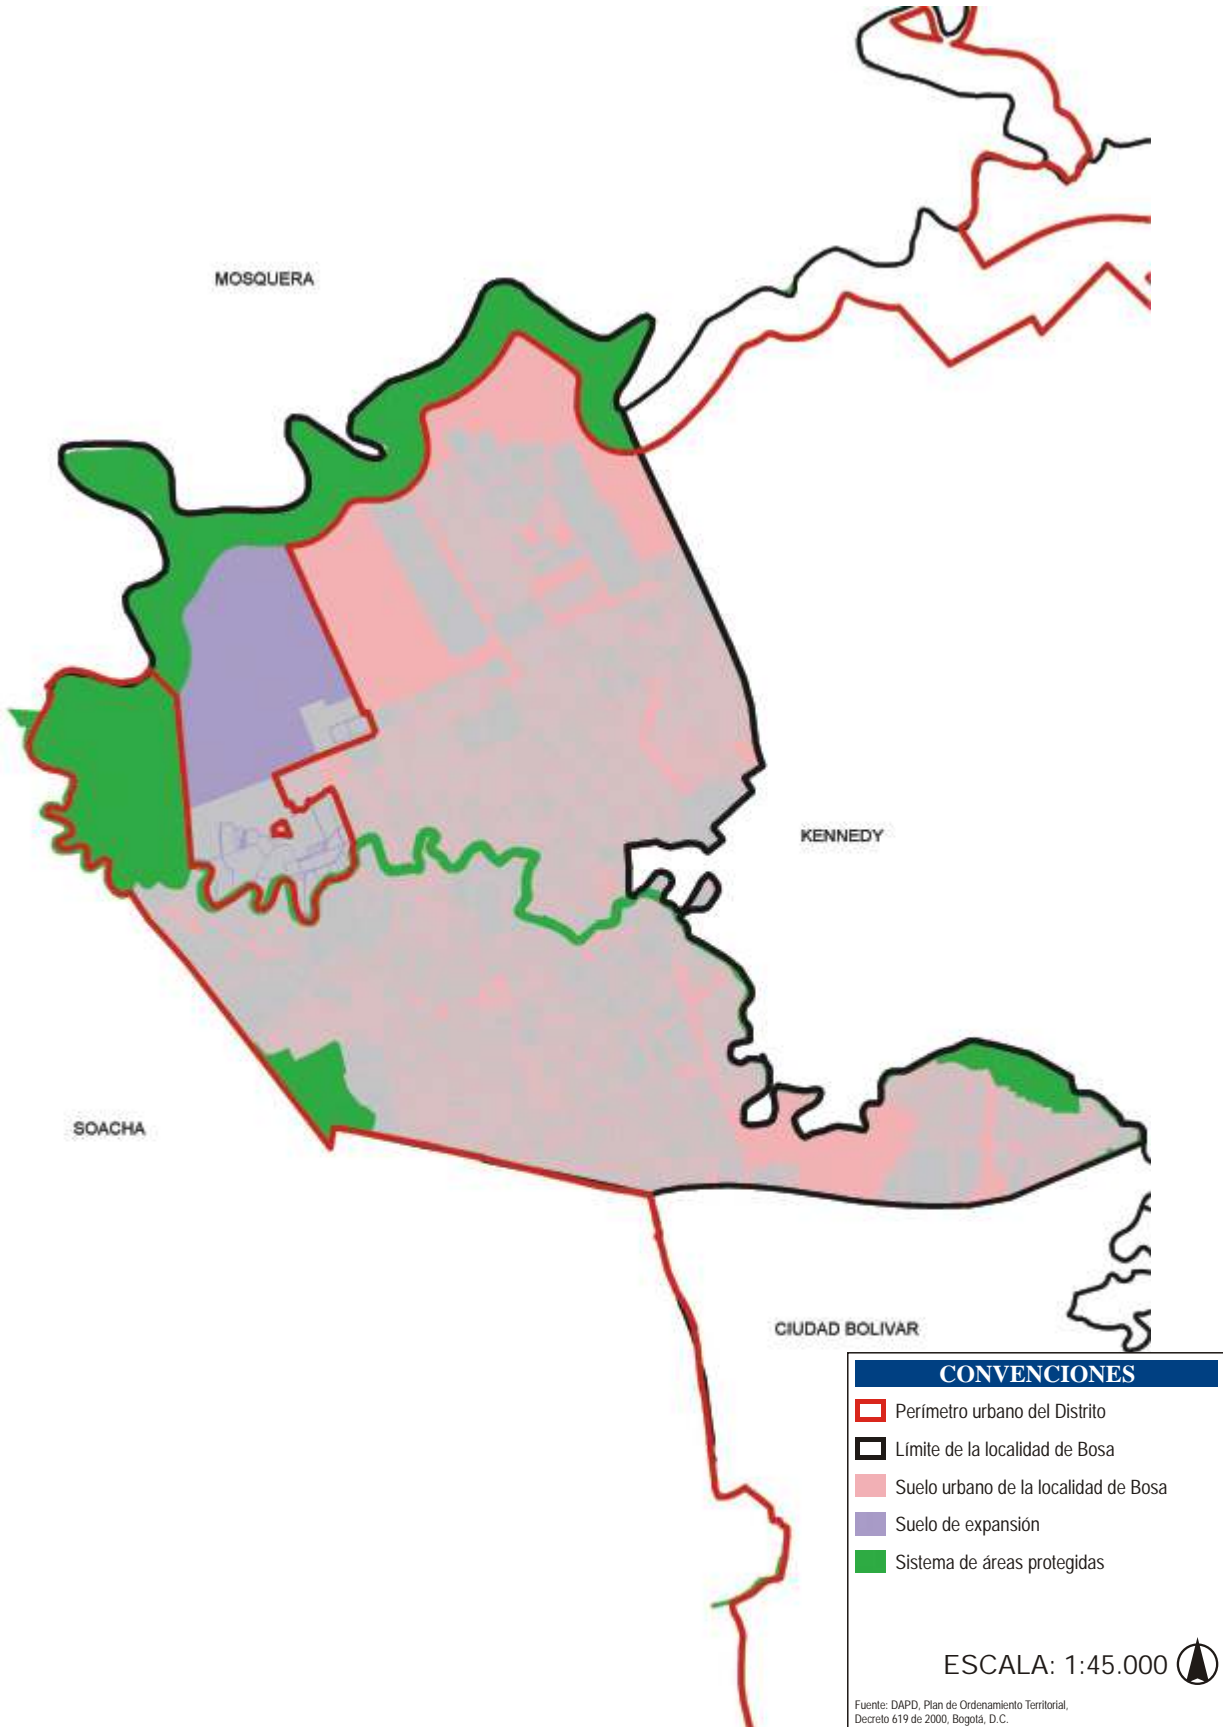 MOSQUERA
KENNEDY
SOACHA
CIUDAD BOLIVAR
CONVENCIONES
Perímetro urbano del Distrito
Límite de la localidad de Bosa
Suelo urbano de la localidad de Bosa
Suelo de expansión
Sistema de áreas protegidas
ESCALA: 1:45.000
Fuente: DAPD, Plan de Ordenamiento Territorial,
Decreto 619 de 2000, Bogotá, D.C.